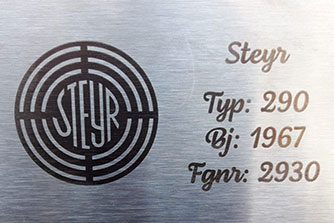 STEYR
Steyr
Typ: 290
Bj: 1967
Fgnr: 2930